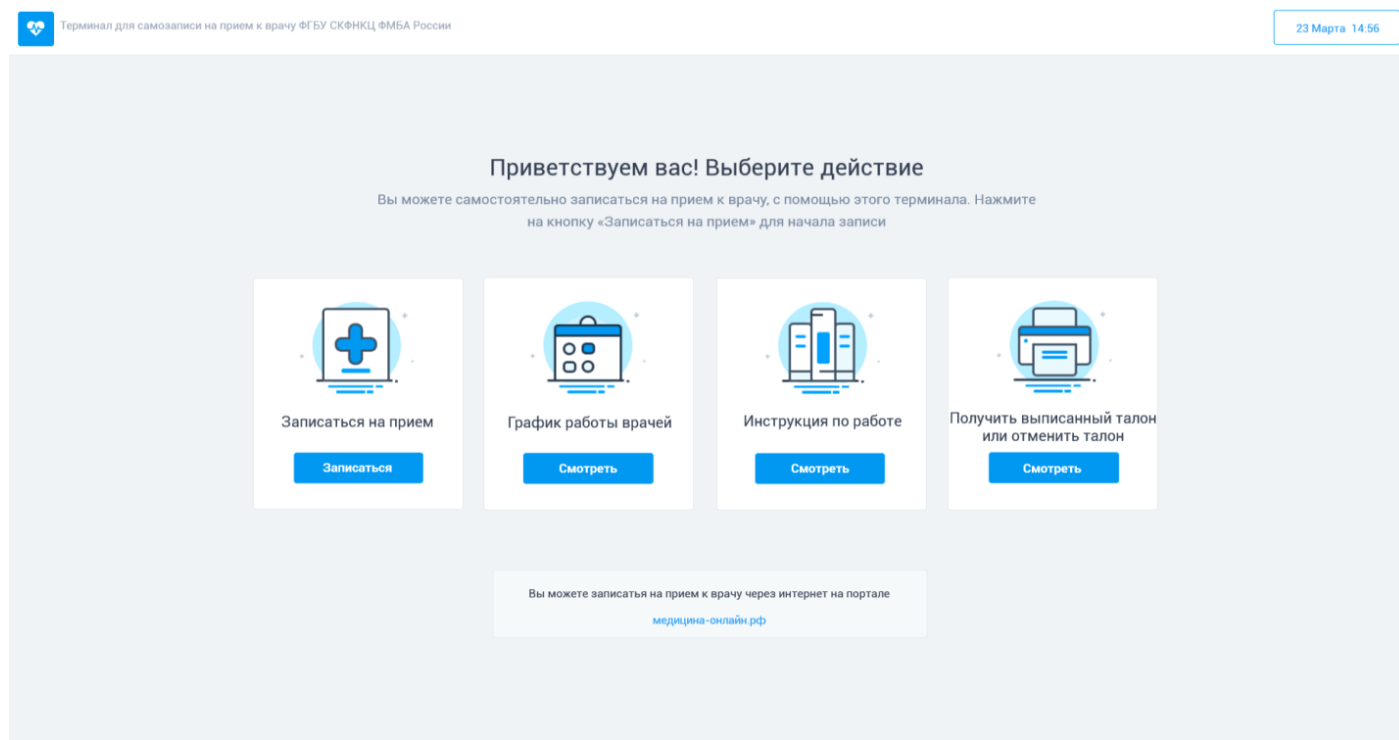 Терминал для самозаписи на прием к врачу ФГБУ СКФНКЦ ФМБА России
23 Марта 14:56
Приветствуем вас! Выберите действие
Вы можете самостоятельно записаться на прием к врачу, с помощью этого терминала. Нажмите
на кнопку «Записаться на прием» для начала записи
Записаться на прием
Записаться
График работы врачей
Смотреть
Инструкция по работе
Смотреть
Получить выписанный талон
или отменить талон
Смотреть
Вы можете записатья на прием к врачу через интернет на портале
медицина-онлайн.рф